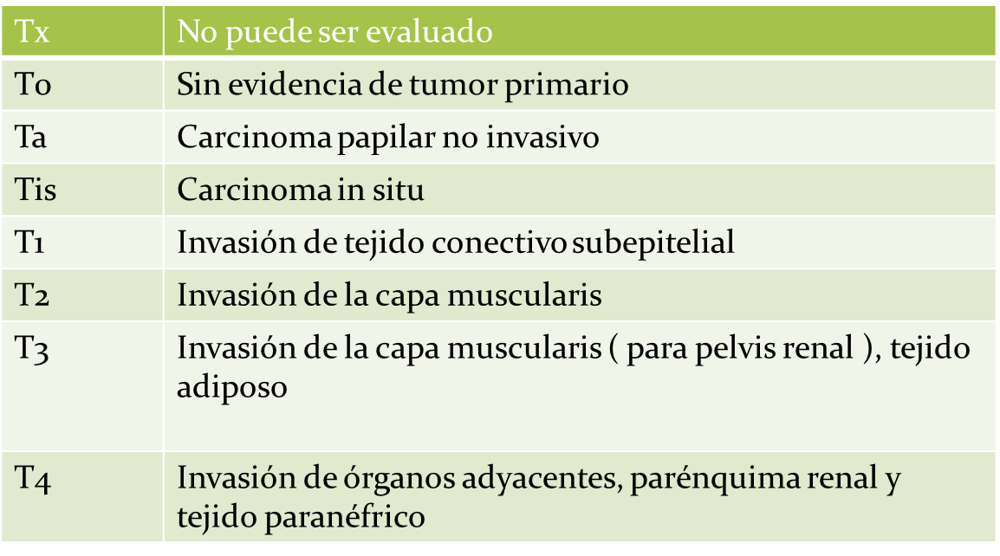 Tx No puede ser evaluado
T0 Sin evidencia de tumor primario
Ta Carcinoma papilar no invasivo
Tis Carcinoma in situ
T1 Invasión de tejido conectivo subepitelial
T2 Invasión de la capa muscularis
T3 Invasión de la capa muscularis ( para pelvis renal ), tejido
adiposo
T4 Invasión de órganos adyacentes, parénquima renal y
tejido paranéfrico